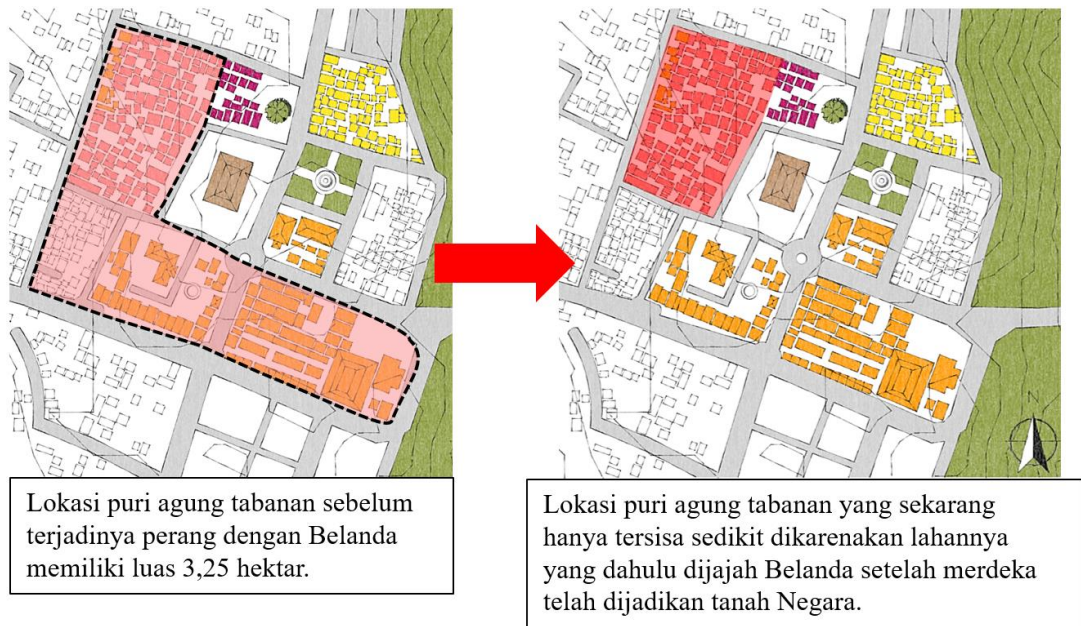 N
Lokasi puri agung tabanan sebelum
terjadinya perang dengan Belanda
memiliki luas 3,25 hektar.
Lokasi puri agung tabanan yang sekarang
hanya tersisa sedikit dikarenakan lahannya
yang dahulu dijajah Belanda setelah merdeka
telah dijadikan tanah Negara.